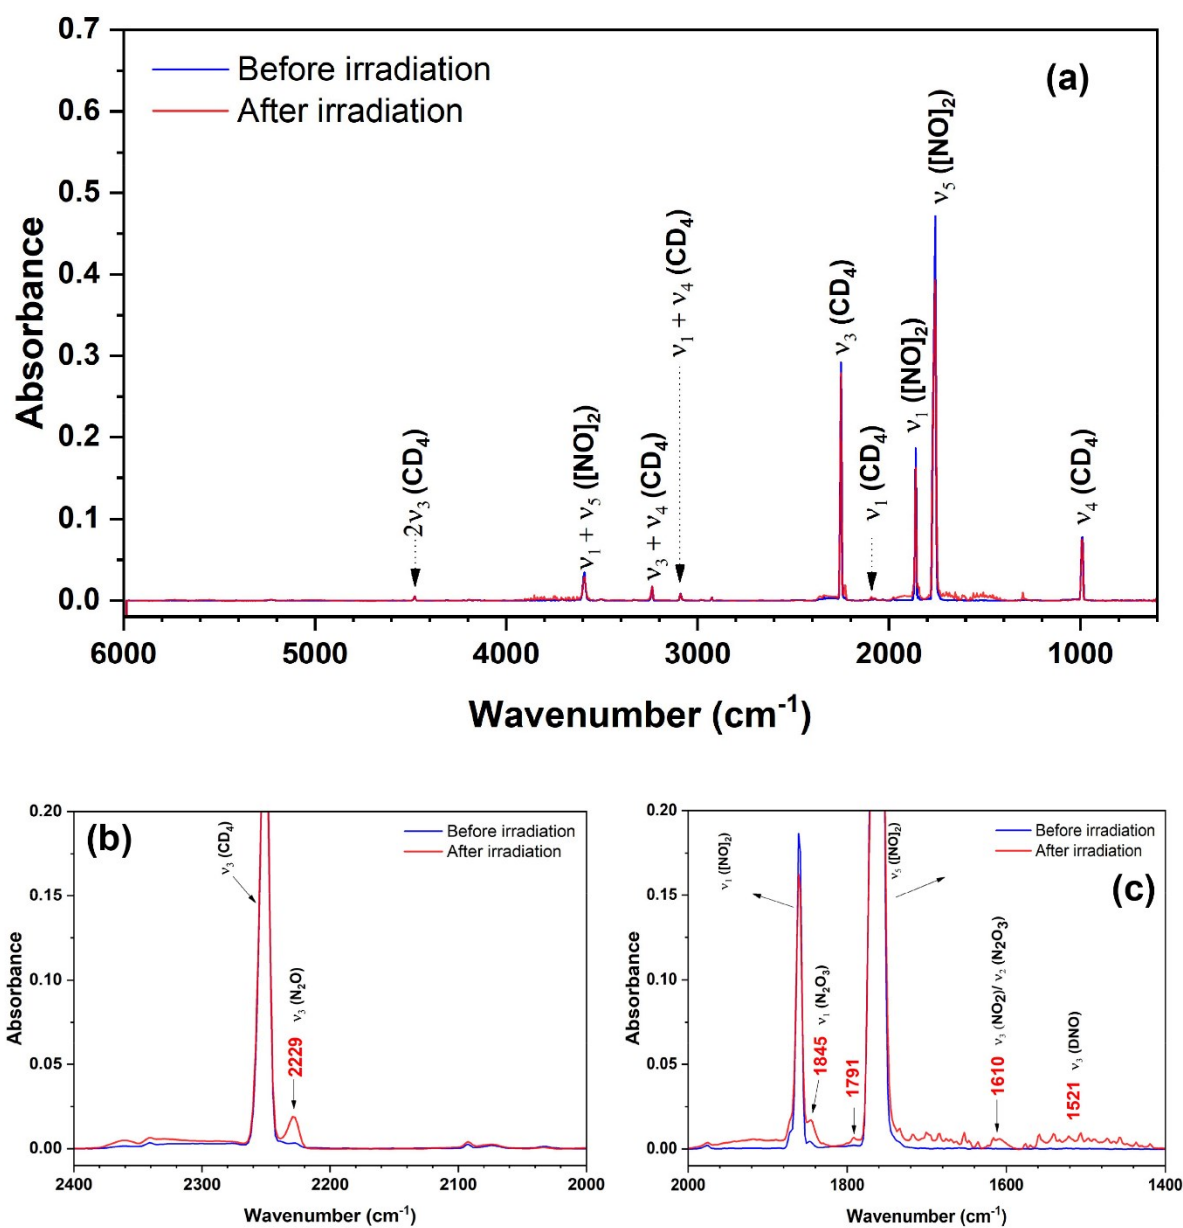 0.7
0.6
0.5
0.4
0.3
0.2
0.1
0.0
Absorbance
Before irradiation
After irradiation
(a)
2ν₃ (CD₄)
ν₁ + ν₅ ([NO]₂)
ν₃ + ν₄ (CD₄)
ν₁ + ν₄ (CD₄)
ν₃ (CD₄)
ν₁ (CD₄)
ν₁ ([NO]₂)
ν₅ ([NO]₂)
ν₄ (CD₄)
6000 5000 4000 3000 2000 1000
Wavenumber (cm⁻¹)
0.20
0.15
0.10
0.05
0.00
Absorbance
(b)
Before irradiation
After irradiation
ν₃ (CD₄)
2229 ν₃ (N₂O)
2400 2300 2200 2100 2000
Wavenumber (cm⁻¹)
0.20
0.15
0.10
0.05
0.00
Absorbance
Before irradiation
After irradiation
(c)
ν₁ ([NO]₂)
1845 ν₁ (N₂O₃)
1791
ν₅ ([NO]₂)
1610 ν₃ (NO₂)/ ν₂ (N₂O₃)
1521 ν₃ (DNO)
2000 1800 1600 1400
Wavenumber (cm⁻¹)